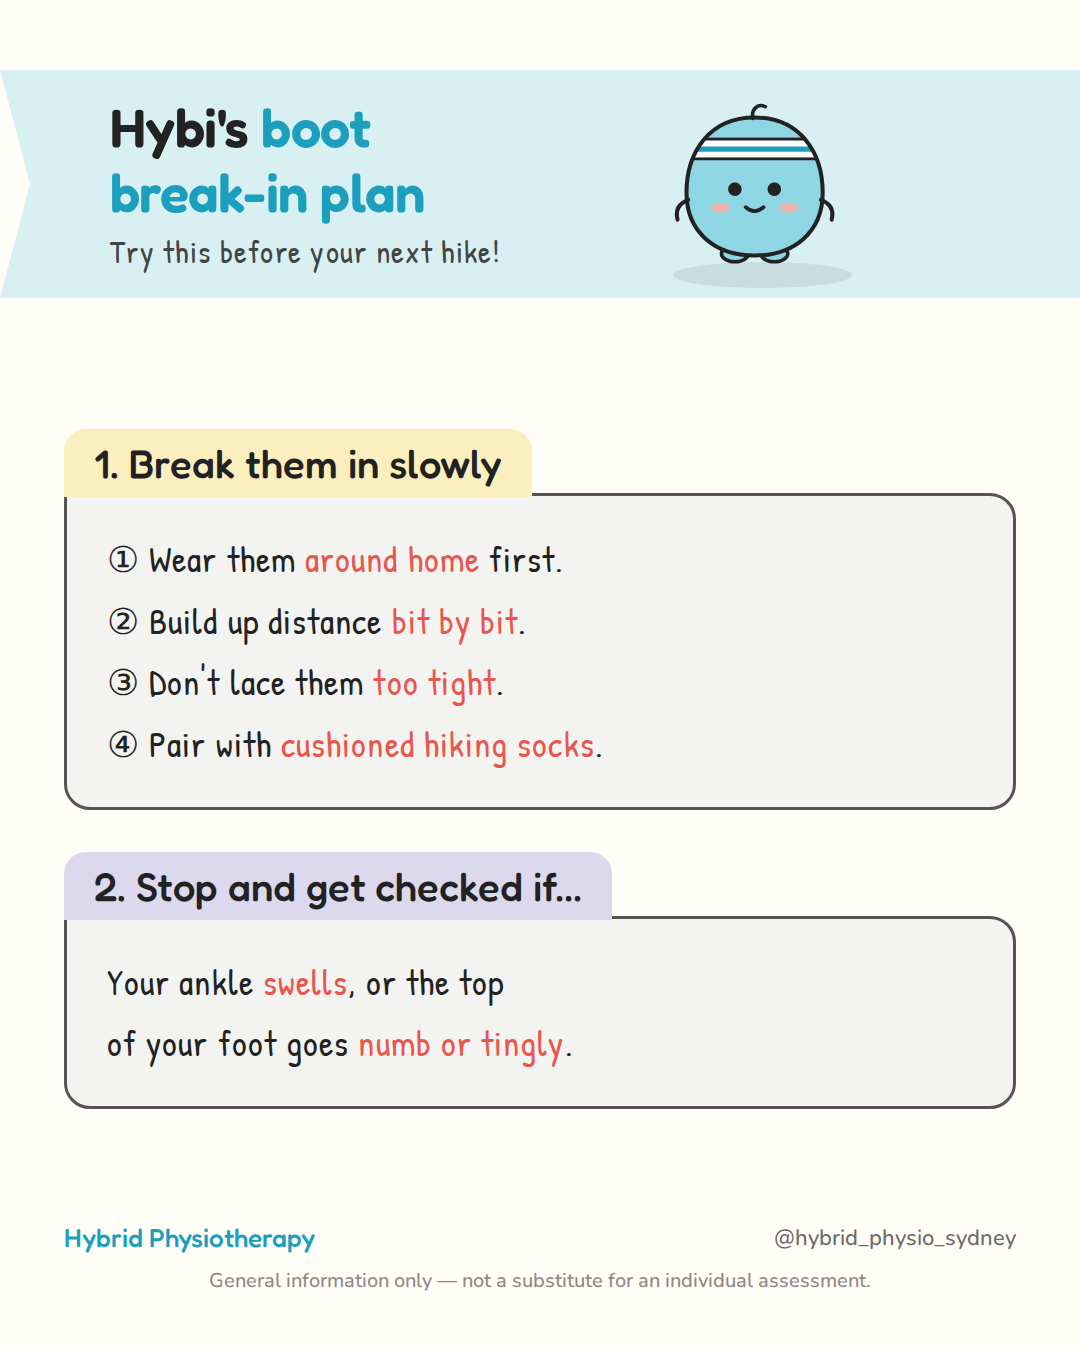 Hybi's boot
break-in plan
Try this before your next hike!
1. Break them in slowly
① Wear them around home first.
② Build up distance bit by bit.
③ Don't lace them too tight.
④ Pair with cushioned hiking socks.
2. Stop and get checked if...
Your ankle swells, or the top
of your foot goes numb or tingly.
Hybrid Physiotherapy
@hybrid_physio_sydney
General information only — not a substitute for an individual assessment.